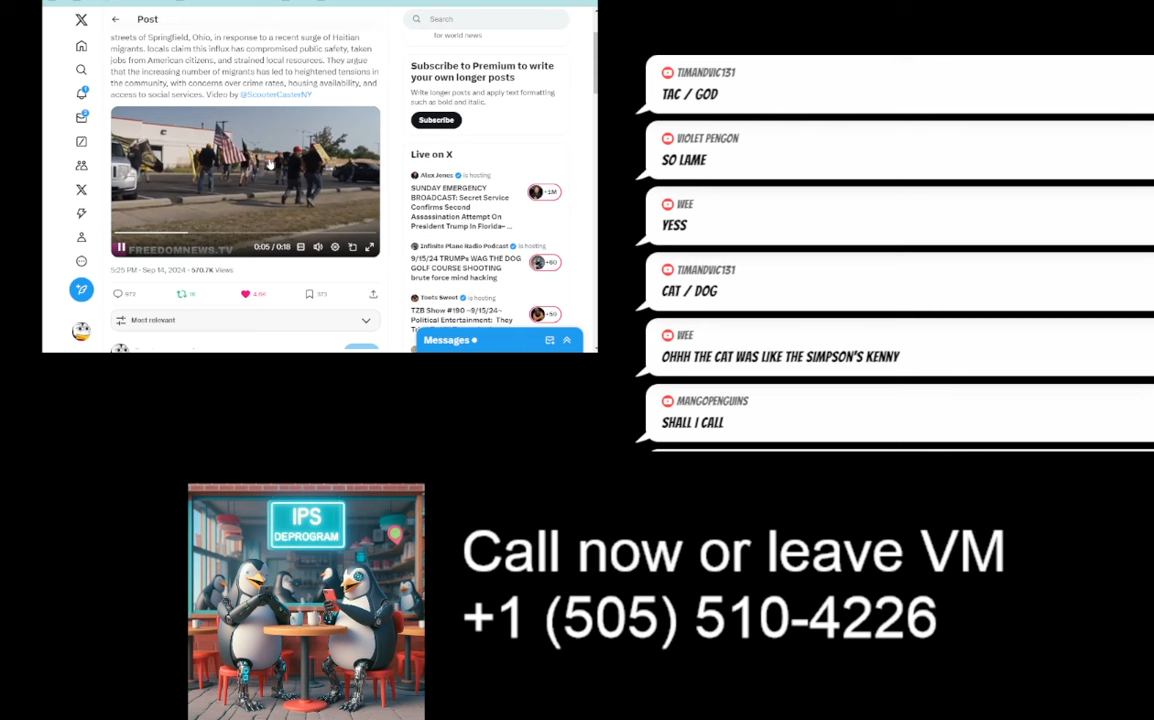 Post
streets of Springfield, Ohio, in response to a recent surge of Haitian
migrants. locals claim this influx has compromised public safety, taken
jobs from American citizens, and strained local resources. They argue
that the increasing number of migrants has led to heightened tensions in
the community, with concerns over crime rates, housing availability, and
access to social services. Video by @ScooterCasterNY
FREEDOMNEWS.TV
0:05 / 0:18
5:25 PM · Sep 14, 2024 · 570.7K Views
972
1K
4.6K
373
Most relevant
Search
for world news
Subscribe to Premium to write
your own longer posts
Write longer posts and apply text formatting
such as bold and italic.
Subscribe
Live on X
Alex Jones is hosting
SUNDAY EMERGENCY
BROADCAST: Secret Service
Confirms Second
Assassination Attempt On
President Trump In Florida–...
+1M
Infinite Plane Radio Podcast is hosting
9/15/24 TRUMPs WAG THE DOG
GOLF COURSE SHOOTING
brute force mind hacking
+60
Toots Sweet is hosting
TZB Show #190 ~9/15/24~
Political Entertainment: They
+50
Messages
TIMANDVIC131
TAC / GOD
VIOLET PENGON
SO LAME
WEE
YESS
TIMANDVIC131
CAT / DOG
WEE
OHHH THE CAT WAS LIKE THE SIMPSON'S KENNY
MANGOPENGUINS
SHALL I CALL
IPS
DEPROGRAM
Call now or leave VM
+1 (505) 510-4226